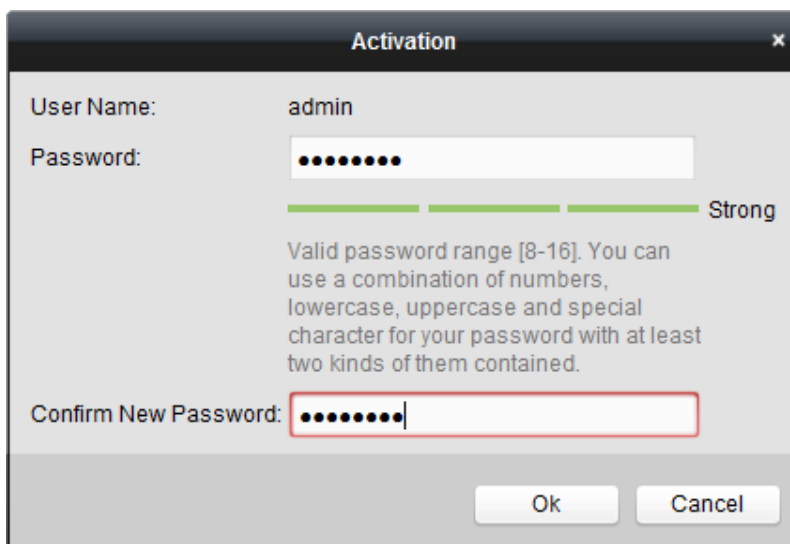 Activation
User Name: admin
Password: ●●●●●●●●
Strong
Valid password range [8-16]. You can
use a combination of numbers,
lowercase, uppercase and special
character for your password with at least
two kinds of them contained.
Confirm New Password: ●●●●●●●●
Ok Cancel